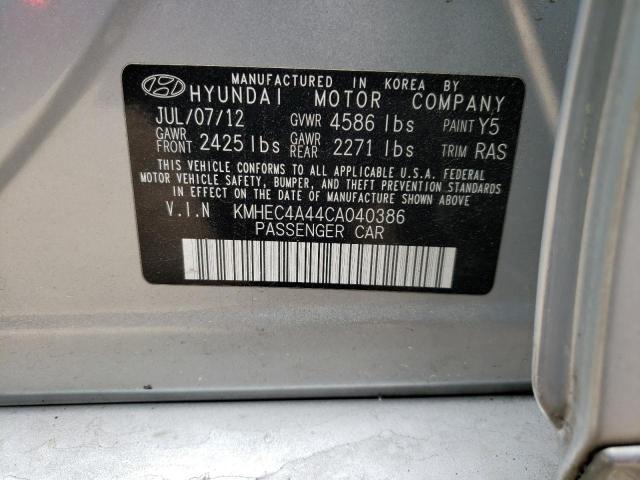 MANUFACTURED IN KOREA BY
HYUNDAI MOTOR COMPANY
JUL/07/12 GVWR 4586 lbs PAINT Y5
GAWR FRONT 2425 lbs GAWR REAR 2271 lbs TRIM RAS
THIS VEHICLE CONFORMS TO ALL APPLICABLE U.S.A. FEDERAL
MOTOR VEHICLE SAFETY, BUMPER, AND THEFT PREVENTION STANDARDS
IN EFFECT ON THE DATE OF MANUFACTURE SHOWN ABOVE
V.I.N KMHEC4A44CA040386
PASSENGER CAR